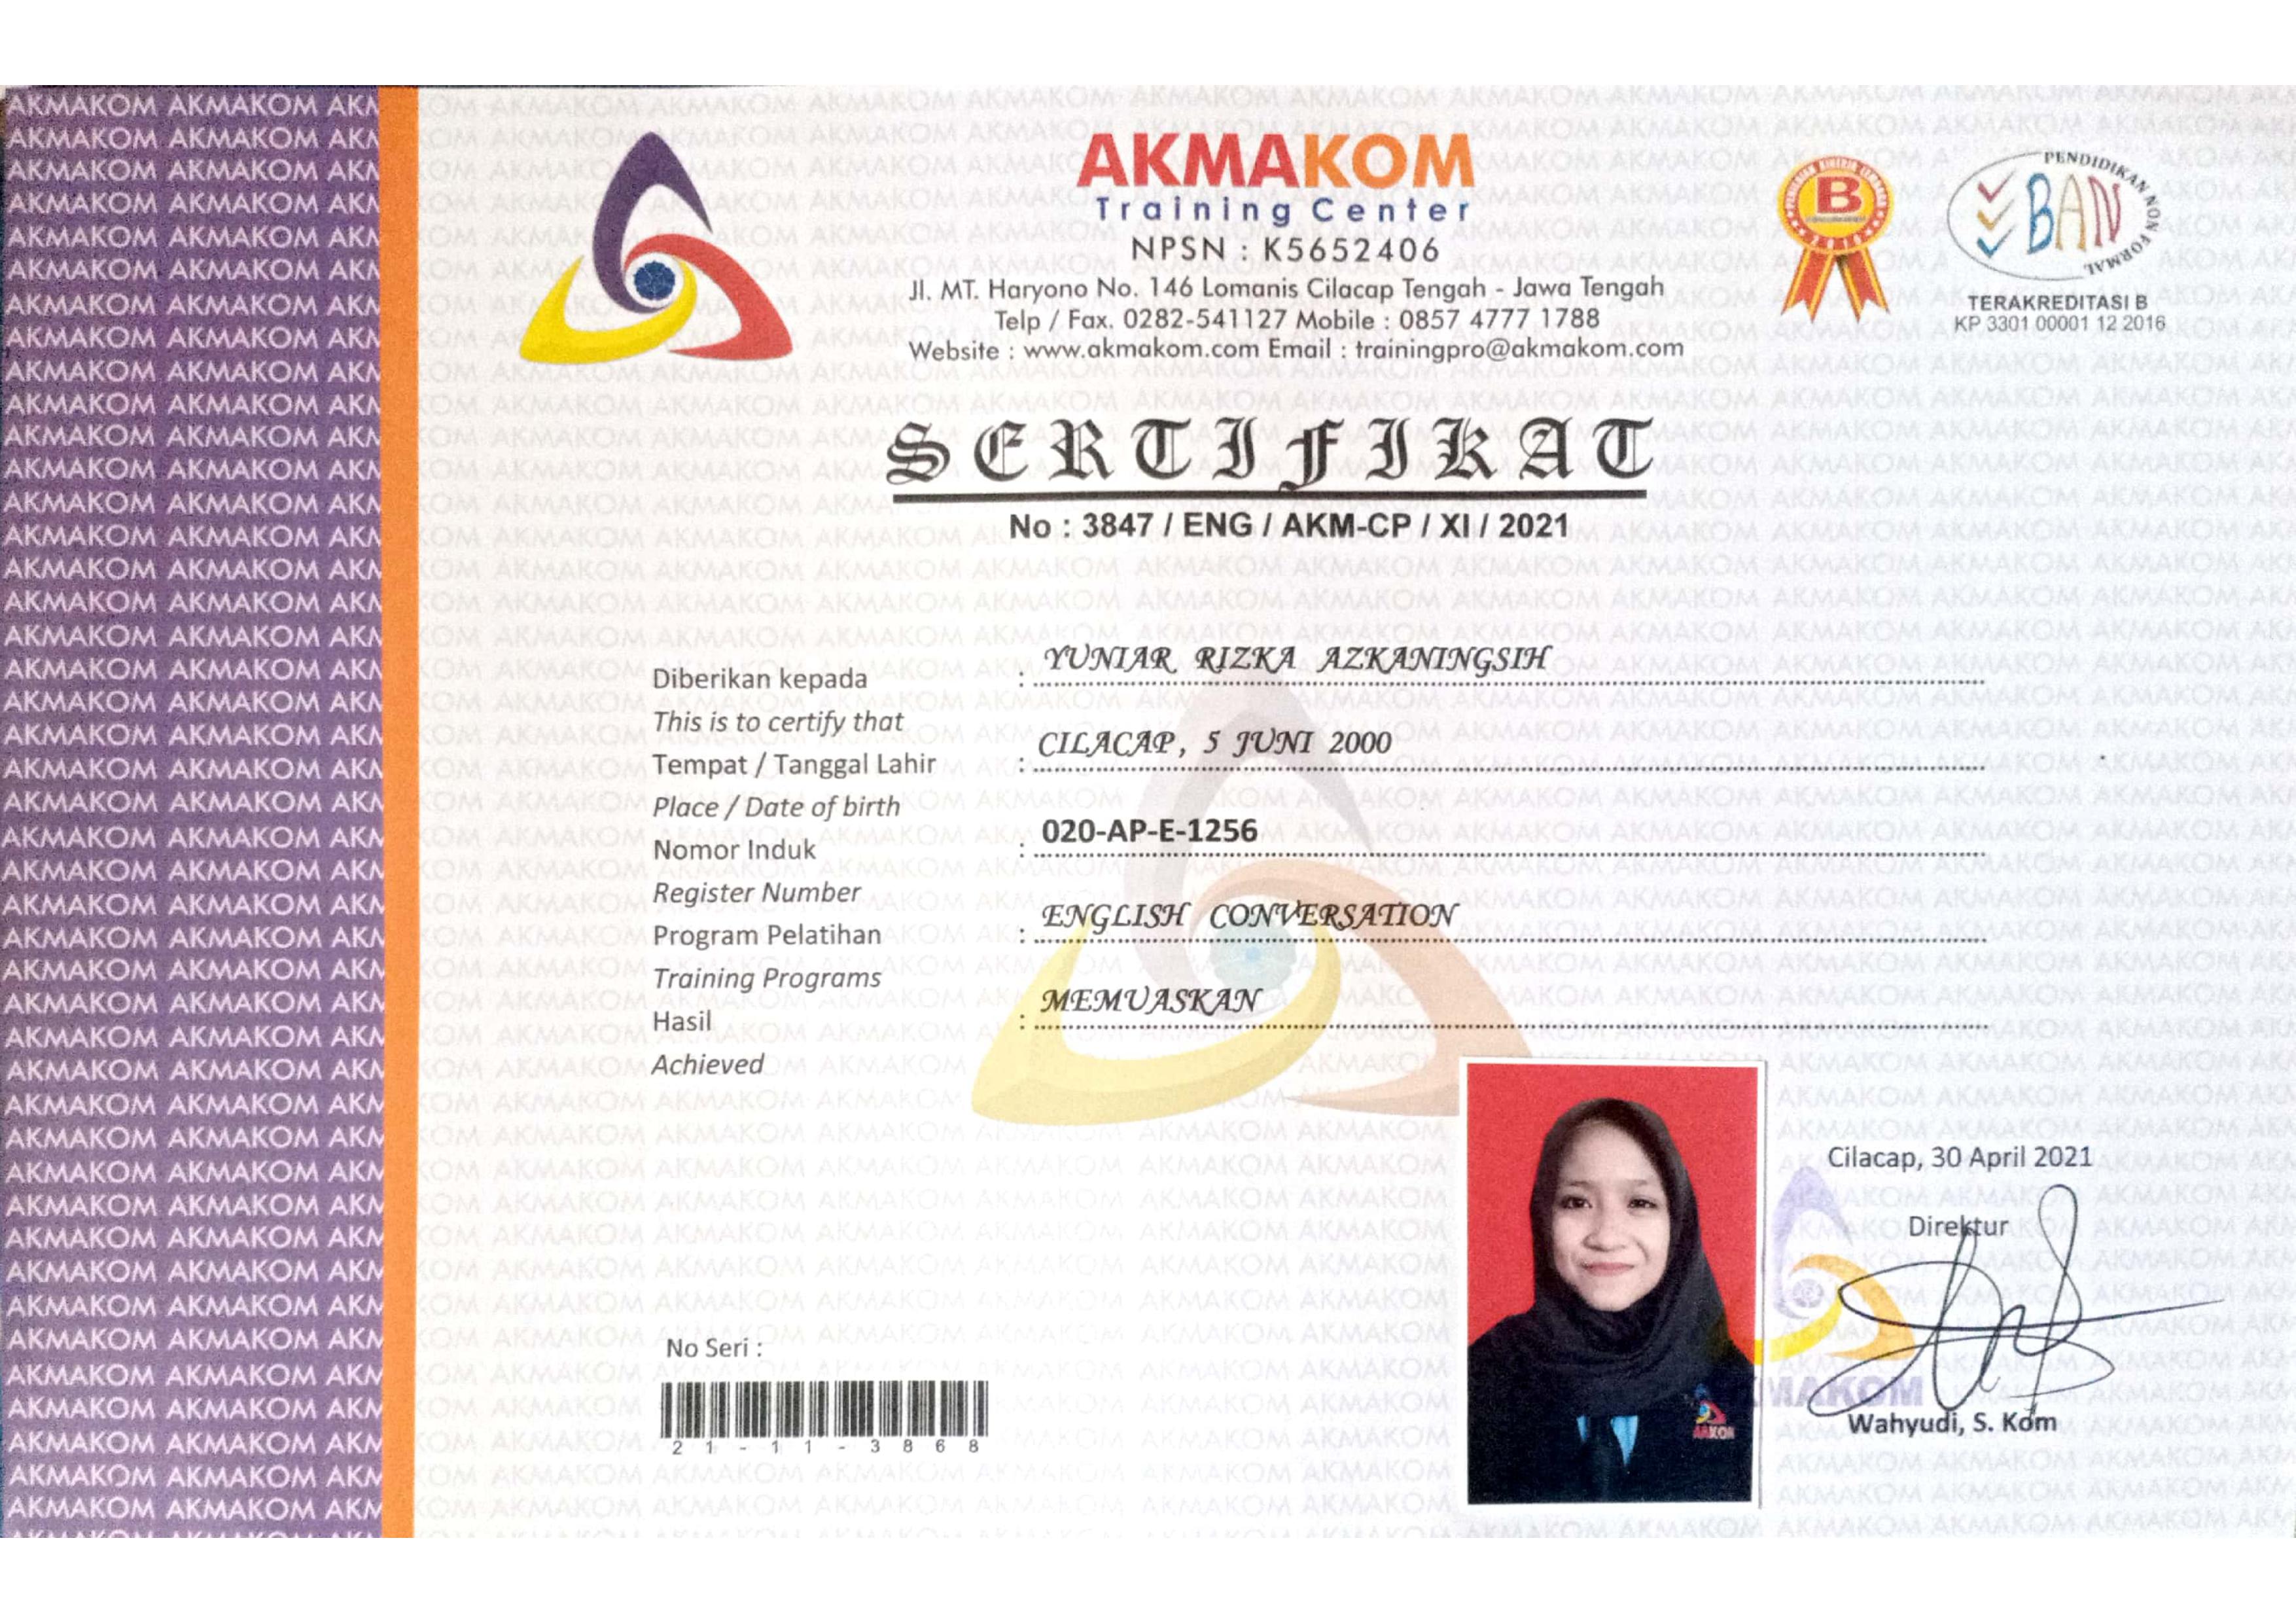 AKMAKOM
Training Center
NPSN : K5652406
Jl. MT. Haryono No. 146 Lomanis Cilacap Tengah - Jawa Tengah
Telp / Fax. 0282-541127 Mobile : 0857 4777 1788
Website : www.akmakom.com Email : trainingpro@akmakom.com
B
BAN
PENDIDIKAN NON FORMAL
TERAKREDITASI B
KP 3301 00001 12 2016
SERTIFIKAT
No : 3847 / ENG / AKM-CP / XI / 2021
Diberikan kepada : YUNIAR RIZKA AZKANINGSIH
This is to certify that
Tempat / Tanggal Lahir : CILACAP, 5 JUNI 2000
Place / Date of birth
Nomor Induk : 020-AP-E-1256
Register Number
Program Pelatihan : ENGLISH CONVERSATION
Training Programs
Hasil : MEMUASKAN
Achieved
Cilacap, 30 April 2021
Direktur
AKMAKOM
Wahyudi, S. Kom
No Seri :
21-11-3868